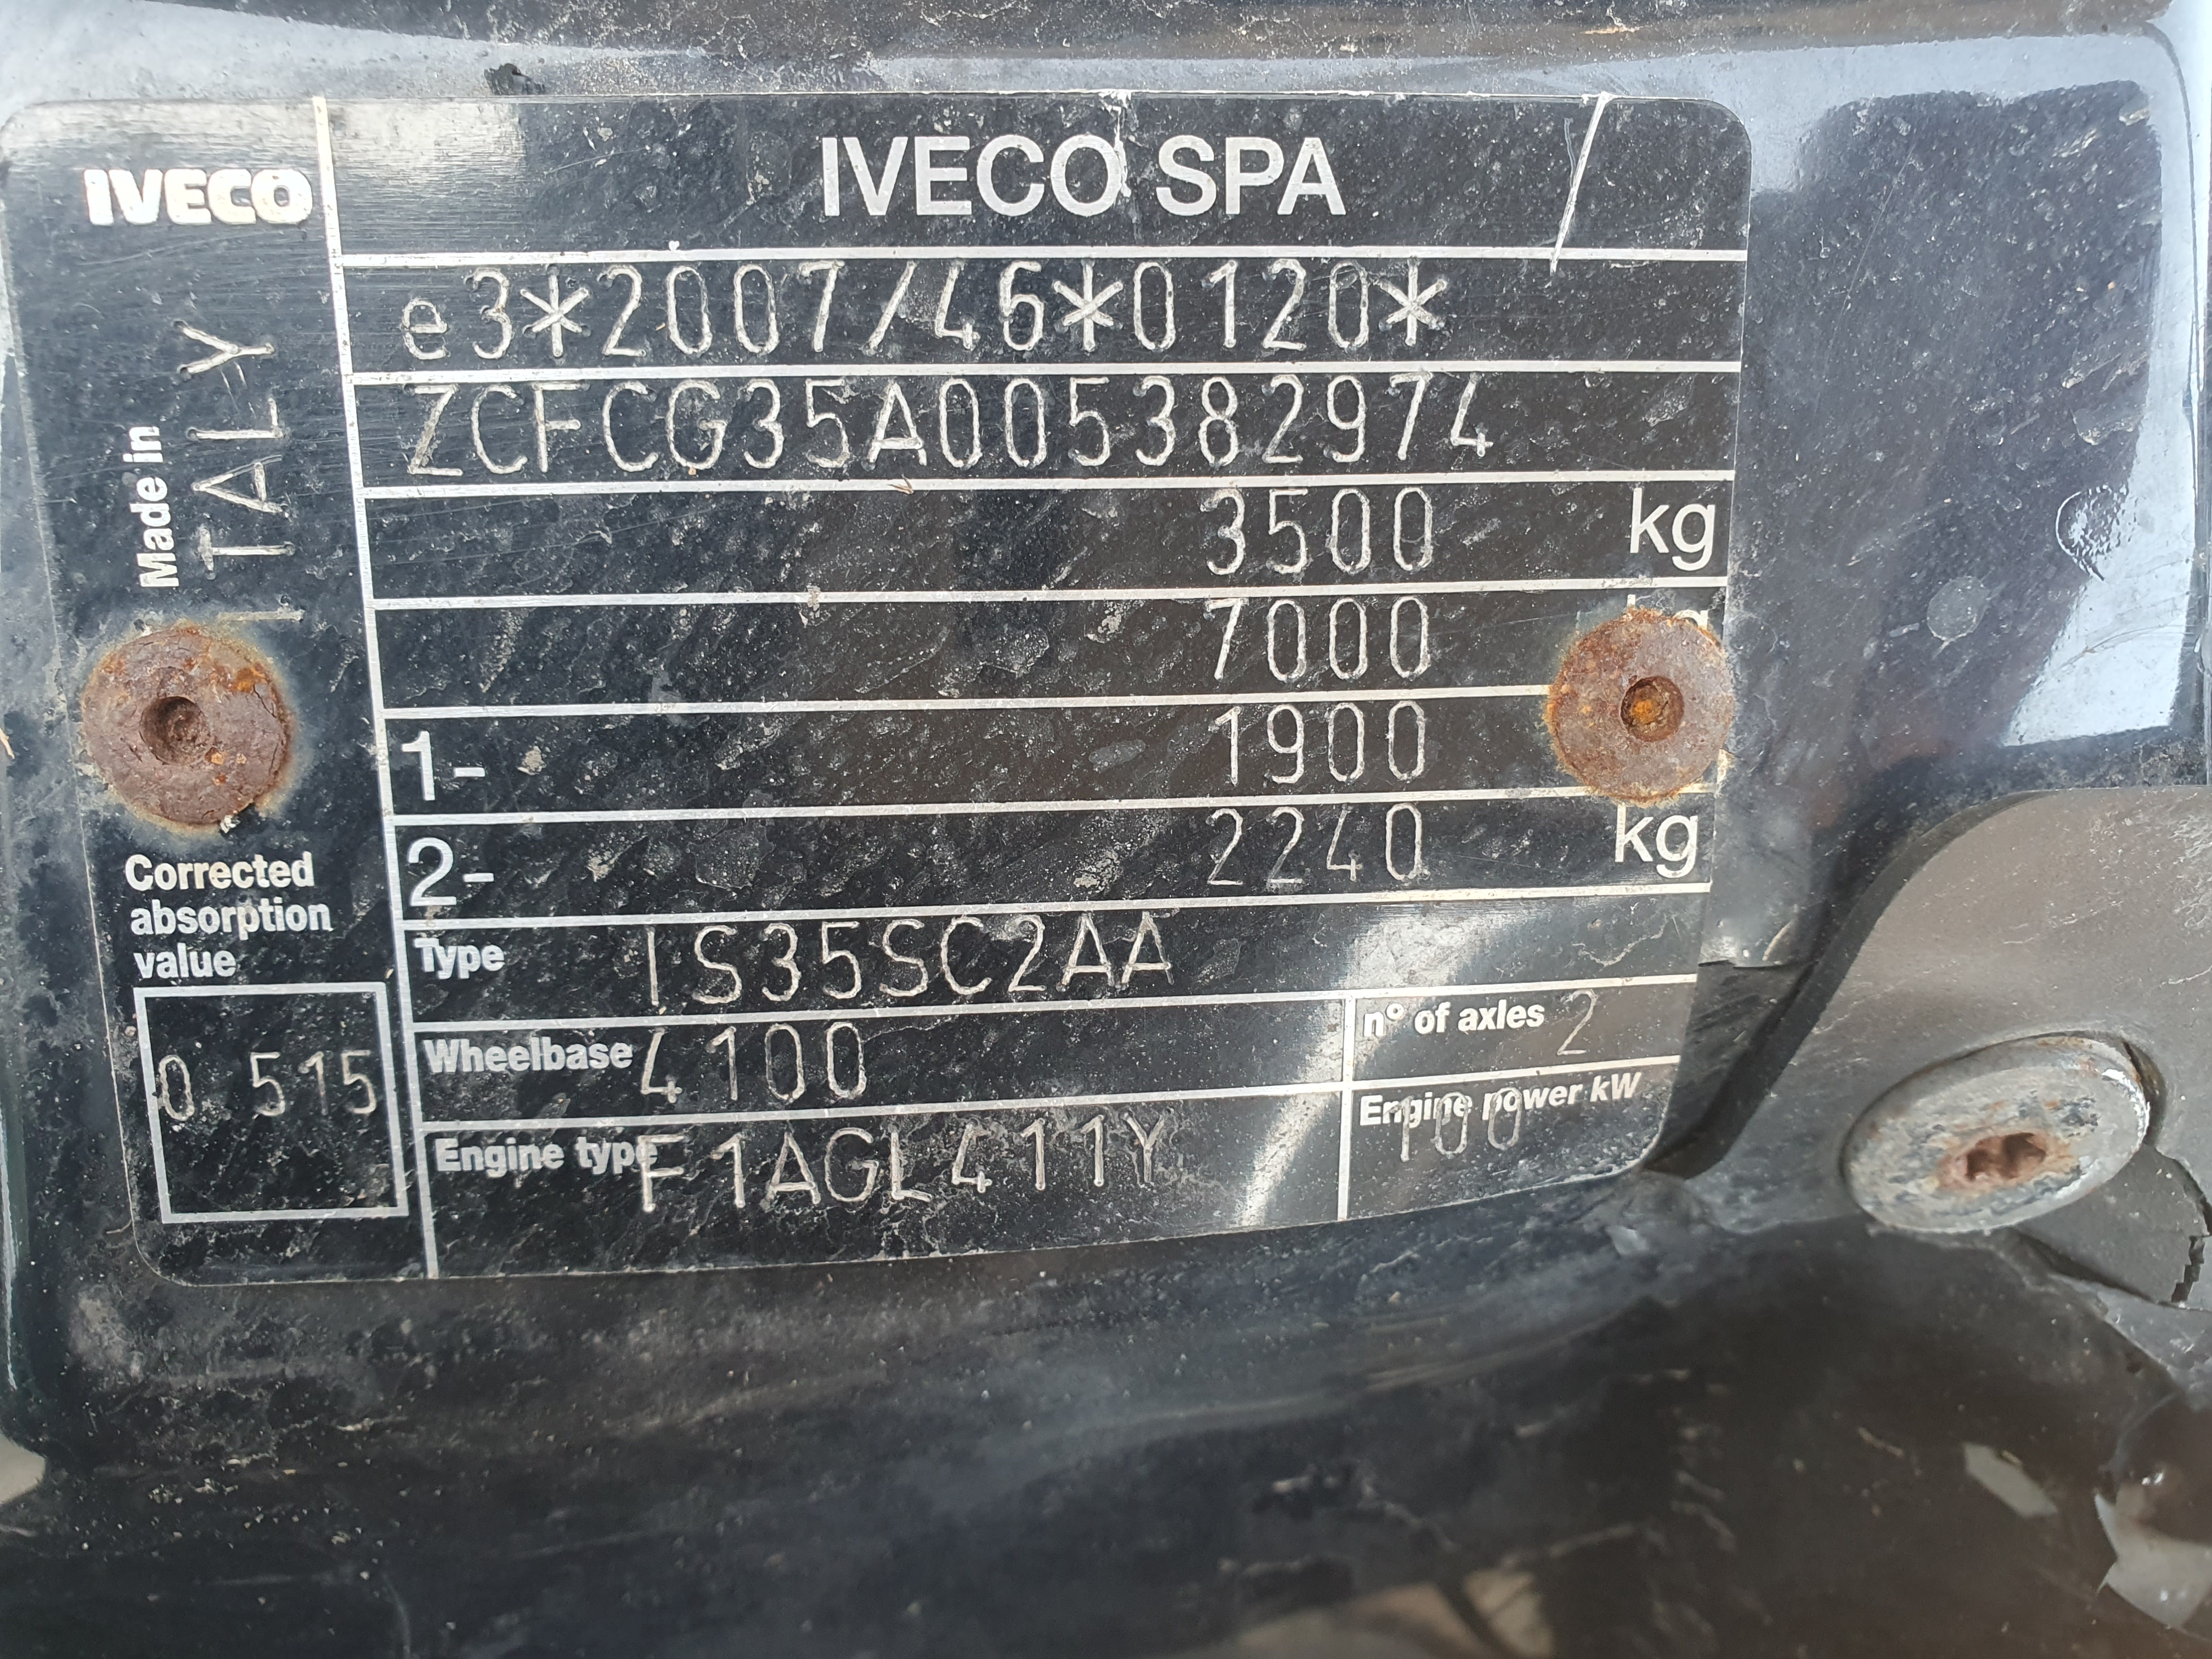 IVECO
IVECO SPA
e3*2007/46*0120*
ZCFCG35A005382974
3500 kg
7000 kg
1- 1900
2- 2240 kg
Type IS35SC2AA
Wheelbase 4100
n° of axles 2
Engine type F1AGL411Y
Engine power kW 100
Made in ITALY
Corrected
absorption
value
0.515